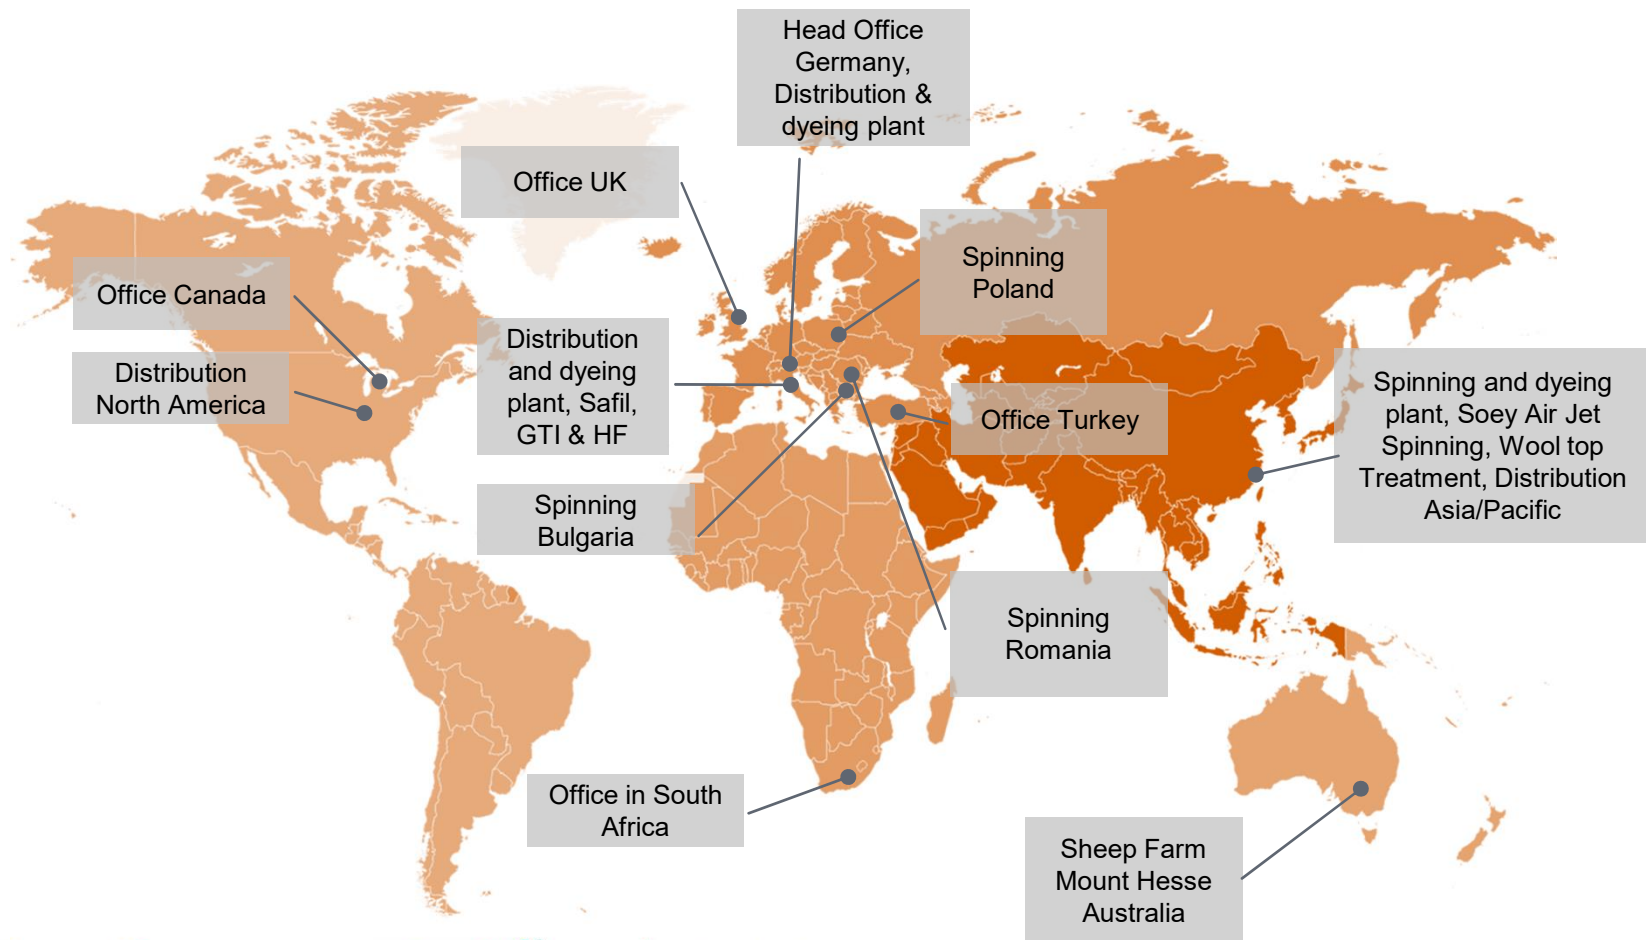 Head Office
Germany,
Distribution &
dyeing plant
Office UK
Spinning
Poland
Office Canada
Distribution
North America
Distribution
and dyeing
plant, Safil,
GTI & HF
Office Turkey
Spinning and dyeing
plant, Soey Air Jet
Spinning, Wool top
Treatment, Distribution
Asia/Pacific
Spinning
Bulgaria
Spinning
Romania
Office in South
Africa
Sheep Farm
Mount Hesse
Australia